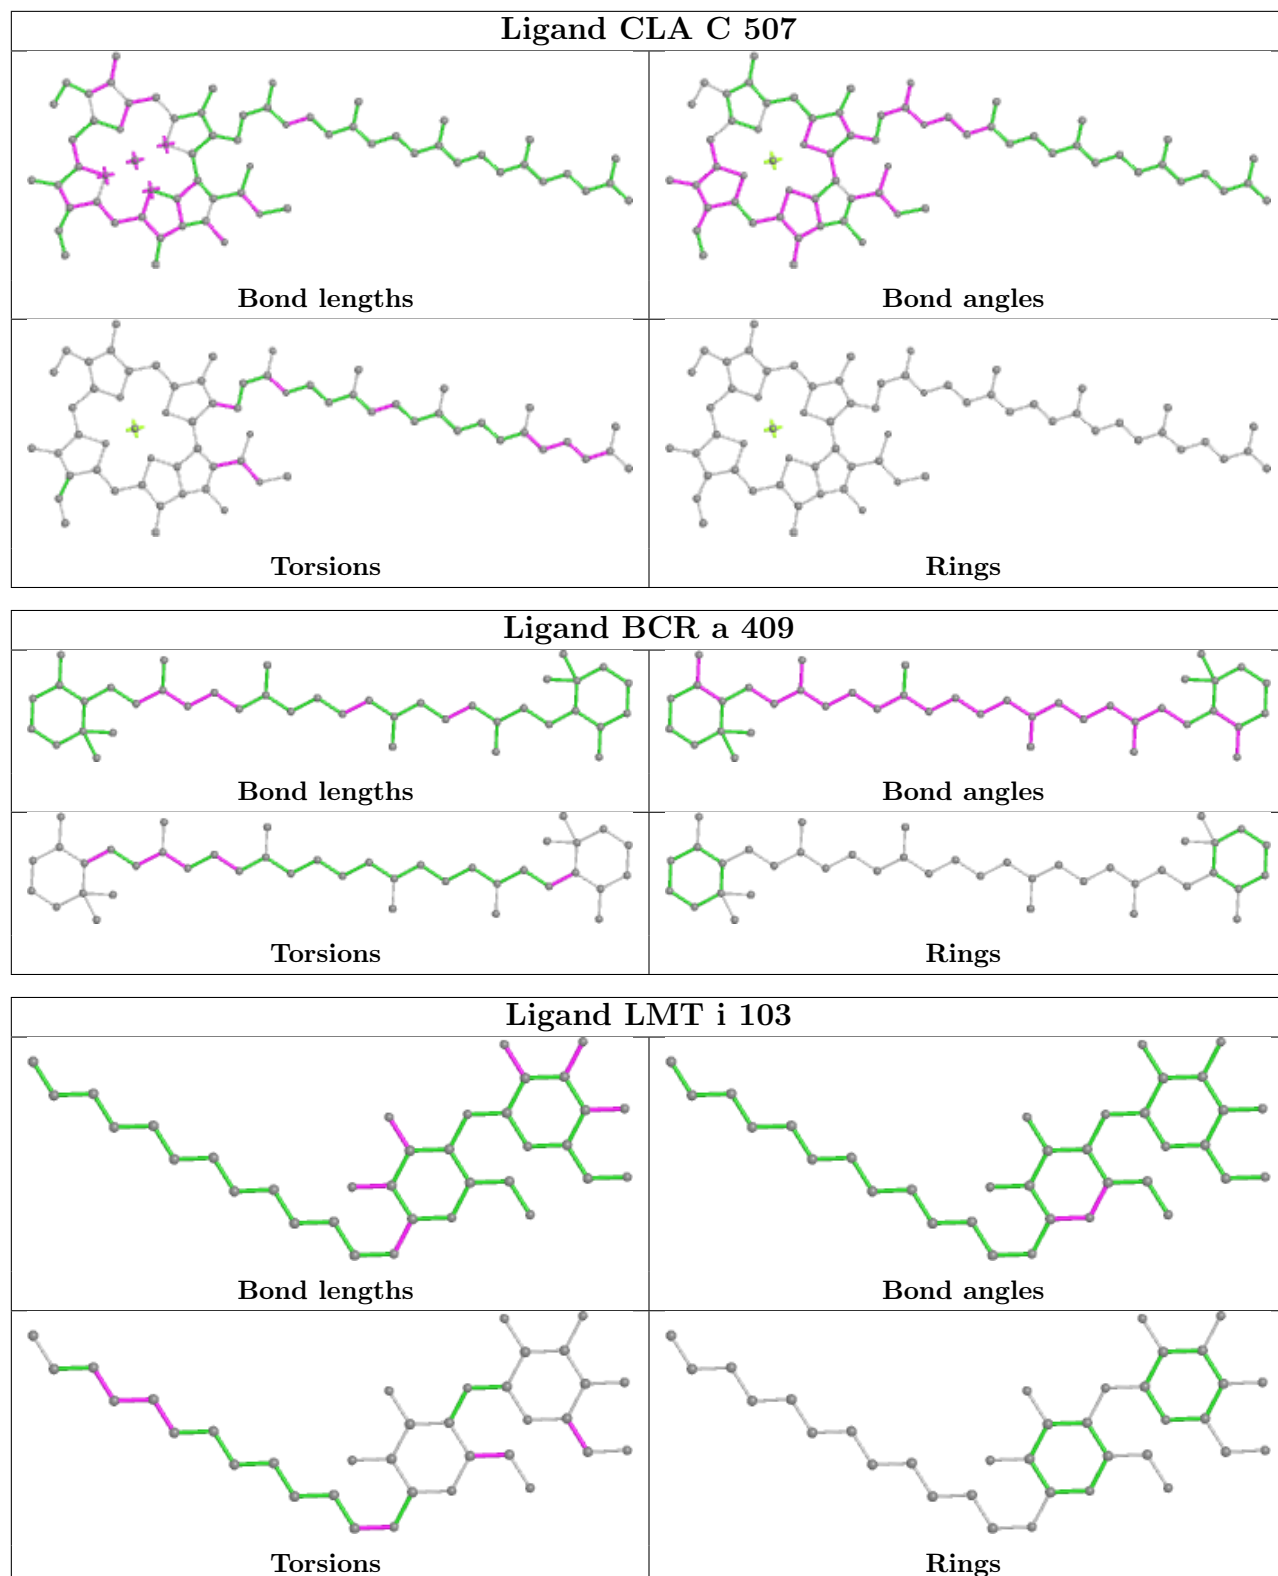 Ligand CLA C 507
Bond lengths
Bond angles
Torsions
Rings
Ligand BCR a 409
Bond lengths
Bond angles
Torsions
Rings
Ligand LMT i 103
Bond lengths
Bond angles
Torsions
Rings